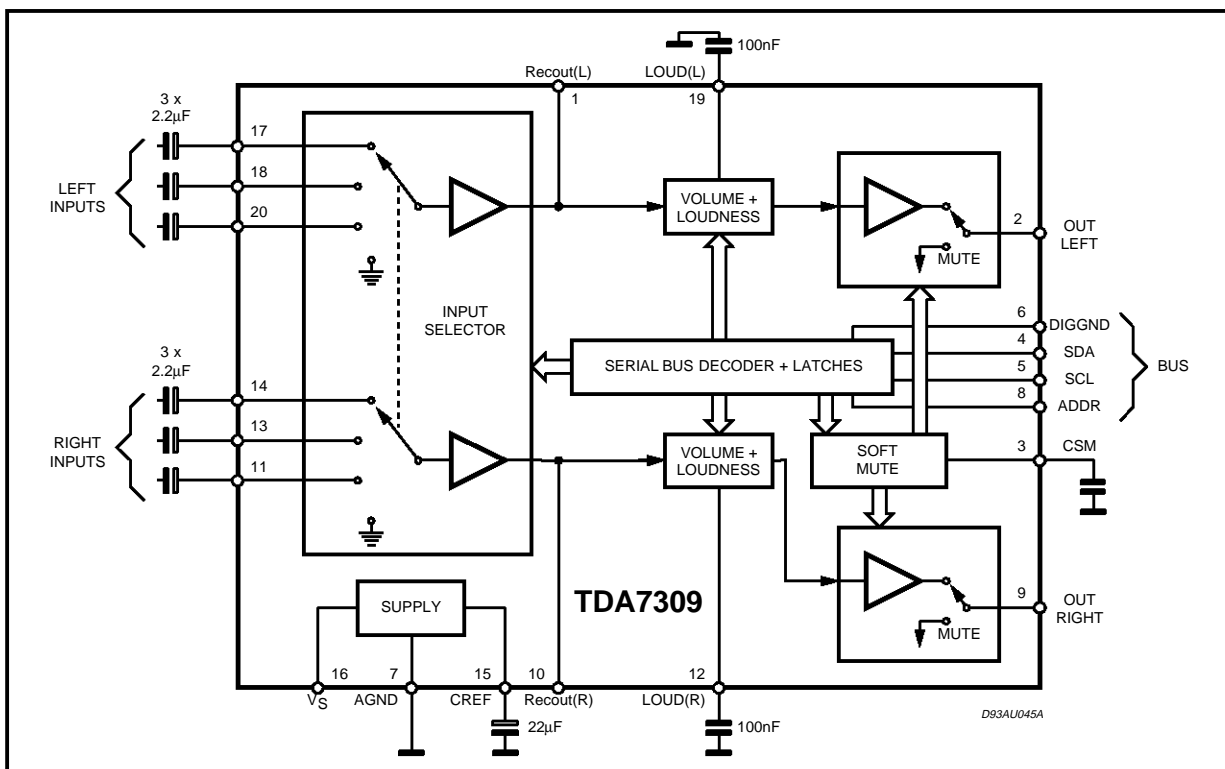 100nF
Recout(L)
LOUD(L)
1
19
3 x
2.2µF
17
18
20
LEFT
INPUTS
VOLUME +
LOUDNESS
2
OUT
LEFT
MUTE
INPUT
SELECTOR
6
DIGGND
4
SDA
5
SCL
8
ADDR
BUS
SERIAL BUS DECODER + LATCHES
3 x
2.2µF
14
13
11
RIGHT
INPUTS
VOLUME +
LOUDNESS
SOFT
MUTE
3
CSM
TDA7309
SUPPLY
9
OUT
RIGHT
MUTE
16
7
15
10
12
VS
AGND
CREF
Recout(R)
LOUD(R)
22µF
100nF
D93AU045A